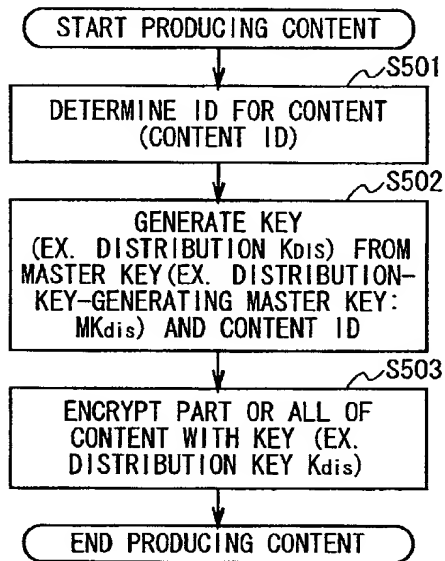 START PRODUCING CONTENT
S501
DETERMINE ID FOR CONTENT
(CONTENT ID)
S502
GENERATE KEY
(EX. DISTRIBUTION KDIS) FROM
MASTER KEY(EX. DISTRIBUTION-
KEY-GENERATING MASTER KEY:
MKdis) AND CONTENT ID
S503
ENCRYPT PART OR ALL OF
CONTENT WITH KEY (EX.
DISTRIBUTION KEY Kdis)
END PRODUCING CONTENT